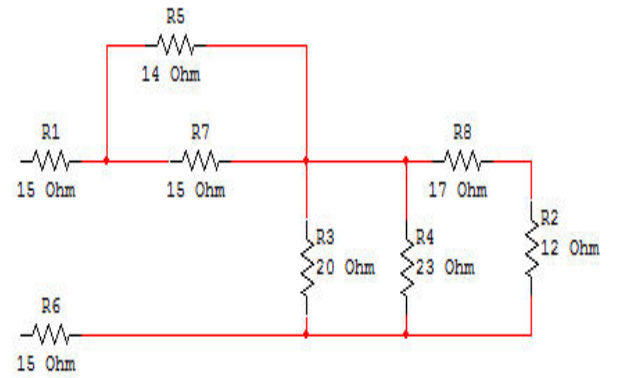 R5
14 Ohm
R1
15 Ohm
R7
15 Ohm
R8
17 Ohm
R3
20 Ohm
R4
23 Ohm
R2
12 Ohm
R6
15 Ohm